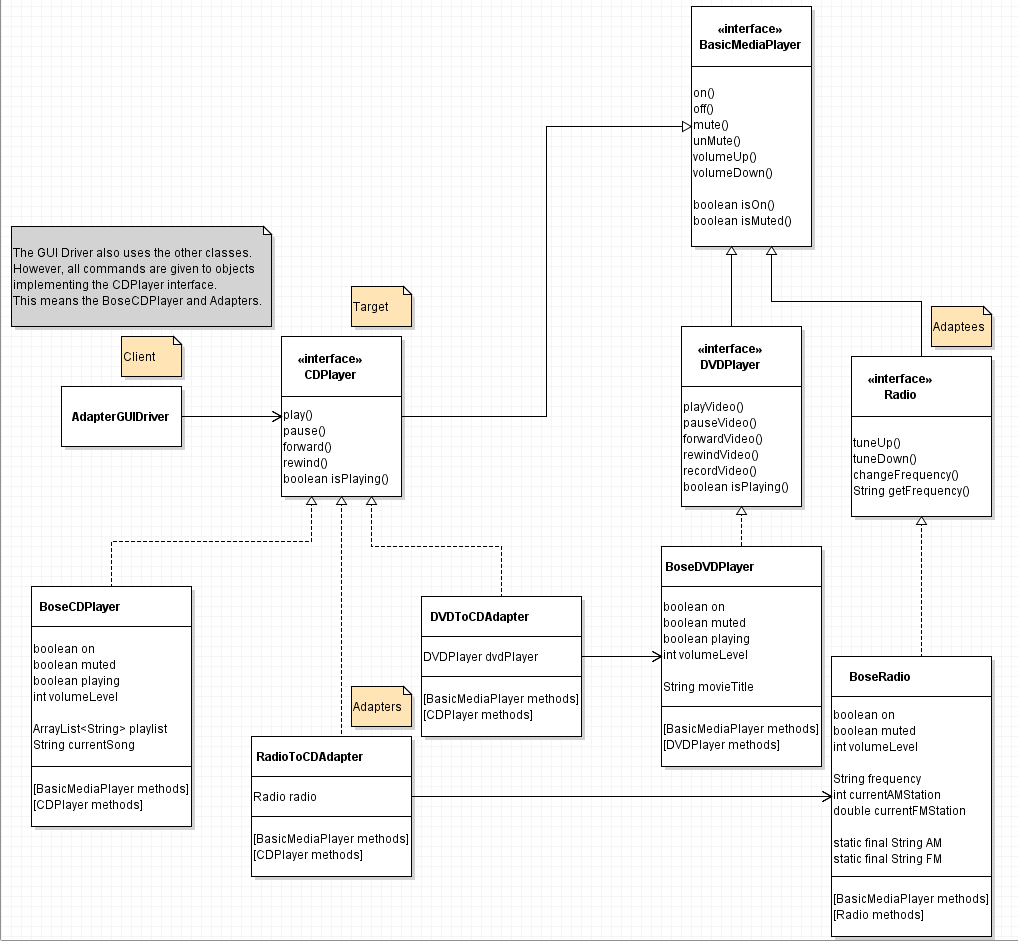 «interface»
BasicMediaPlayer
on()
off()
mute()
unMute()
volumeUp()
volumeDown()
boolean isOn()
boolean isMuted()
The GUI Driver also uses the other classes.
However, all commands are given to objects
implementing the CDPlayer interface.
This means the BoseCDPlayer and Adapters.
Target
Client
AdapterGUIDriver
«interface»
CDPlayer
play()
pause()
forward()
rewind()
boolean isPlaying()
«interface»
DVDPlayer
playVideo()
pauseVideo()
forwardVideo()
rewindVideo()
recordVideo()
boolean isPlaying()
Adaptees
«interface»
Radio
tuneUp()
tuneDown()
changeFrequency()
String getFrequency()
BoseCDPlayer
boolean on
boolean muted
boolean playing
int volumeLevel
ArrayList<String> playlist
String currentSong
[BasicMediaPlayer methods]
[CDPlayer methods]
Adapters
RadioToCDAdapter
Radio radio
[BasicMediaPlayer methods]
[CDPlayer methods]
DVDToCDAdapter
DVDPlayer dvdPlayer
[BasicMediaPlayer methods]
[CDPlayer methods]
BoseDVDPlayer
boolean on
boolean muted
boolean playing
int volumeLevel
String movieTitle
[BasicMediaPlayer methods]
[DVDPlayer methods]
BoseRadio
boolean on
boolean muted
int volumeLevel
String frequency
int currentAMStation
double currentFMStation
static final String AM
static final String FM
[BasicMediaPlayer methods]
[Radio methods]